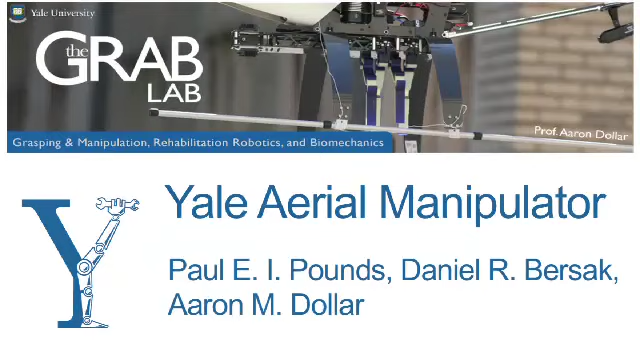 Yale University
the
GRAB
LAB
Prof. Aaron Dollar
Grasping & Manipulation, Rehabilitation Robotics, and Biomechanics
Yale Aerial Manipulator
Paul E. I. Pounds, Daniel R. Bersak,
Aaron M. Dollar